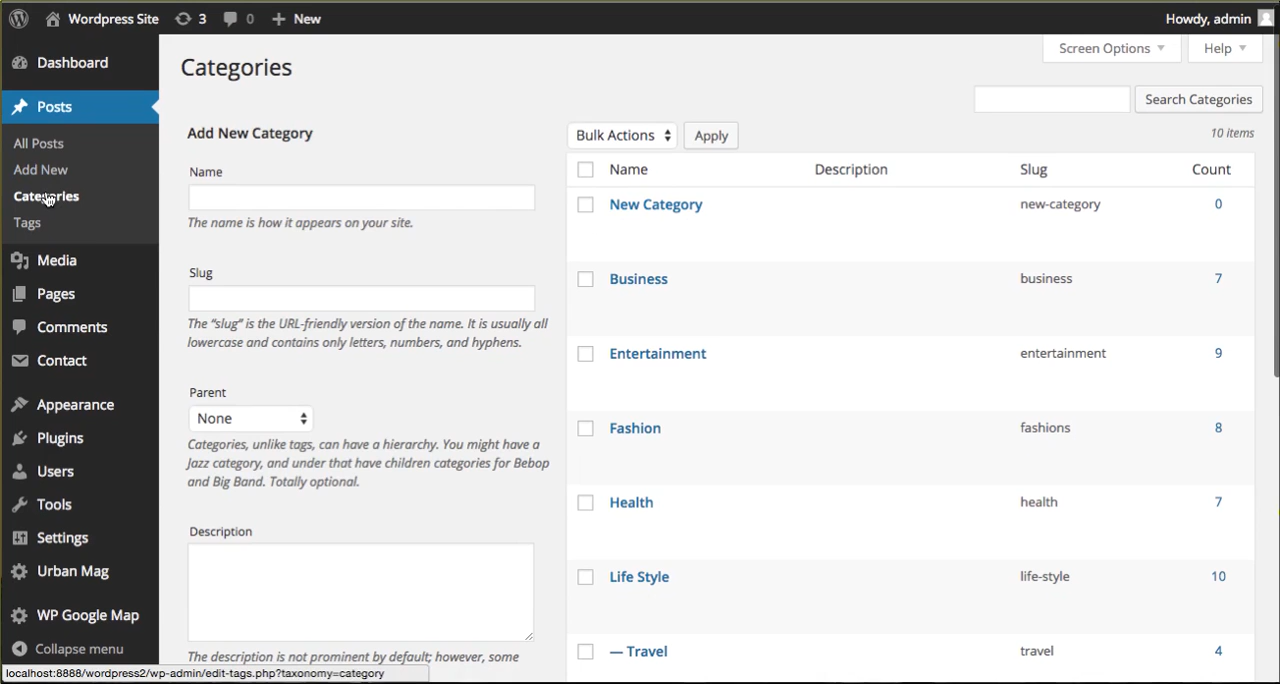 Wordpress Site 3 0 New Howdy, admin
Dashboard
Posts
All Posts
Add New
Categories
Tags
Media
Pages
Comments
Contact
Appearance
Plugins
Users
Tools
Settings
Urban Mag
WP Google Map
Collapse menu
Screen Options Help
Categories
Search Categories
Add New Category
Name
The name is how it appears on your site.
Slug
The “slug” is the URL-friendly version of the name. It is usually all
lowercase and contains only letters, numbers, and hyphens.
Parent
None
Categories, unlike tags, can have a hierarchy. You might have a
Jazz category, and under that have children categories for Bebop
and Big Band. Totally optional.
Description
The description is not prominent by default; however, some
Bulk Actions Apply 10 items
Name Description Slug Count
New Category new-category 0
Business business 7
Entertainment entertainment 9
Fashion fashions 8
Health health 7
Life Style life-style 10
— Travel travel 4
localhost:8888/wordpress2/wp-admin/edit-tags.php?taxonomy=category